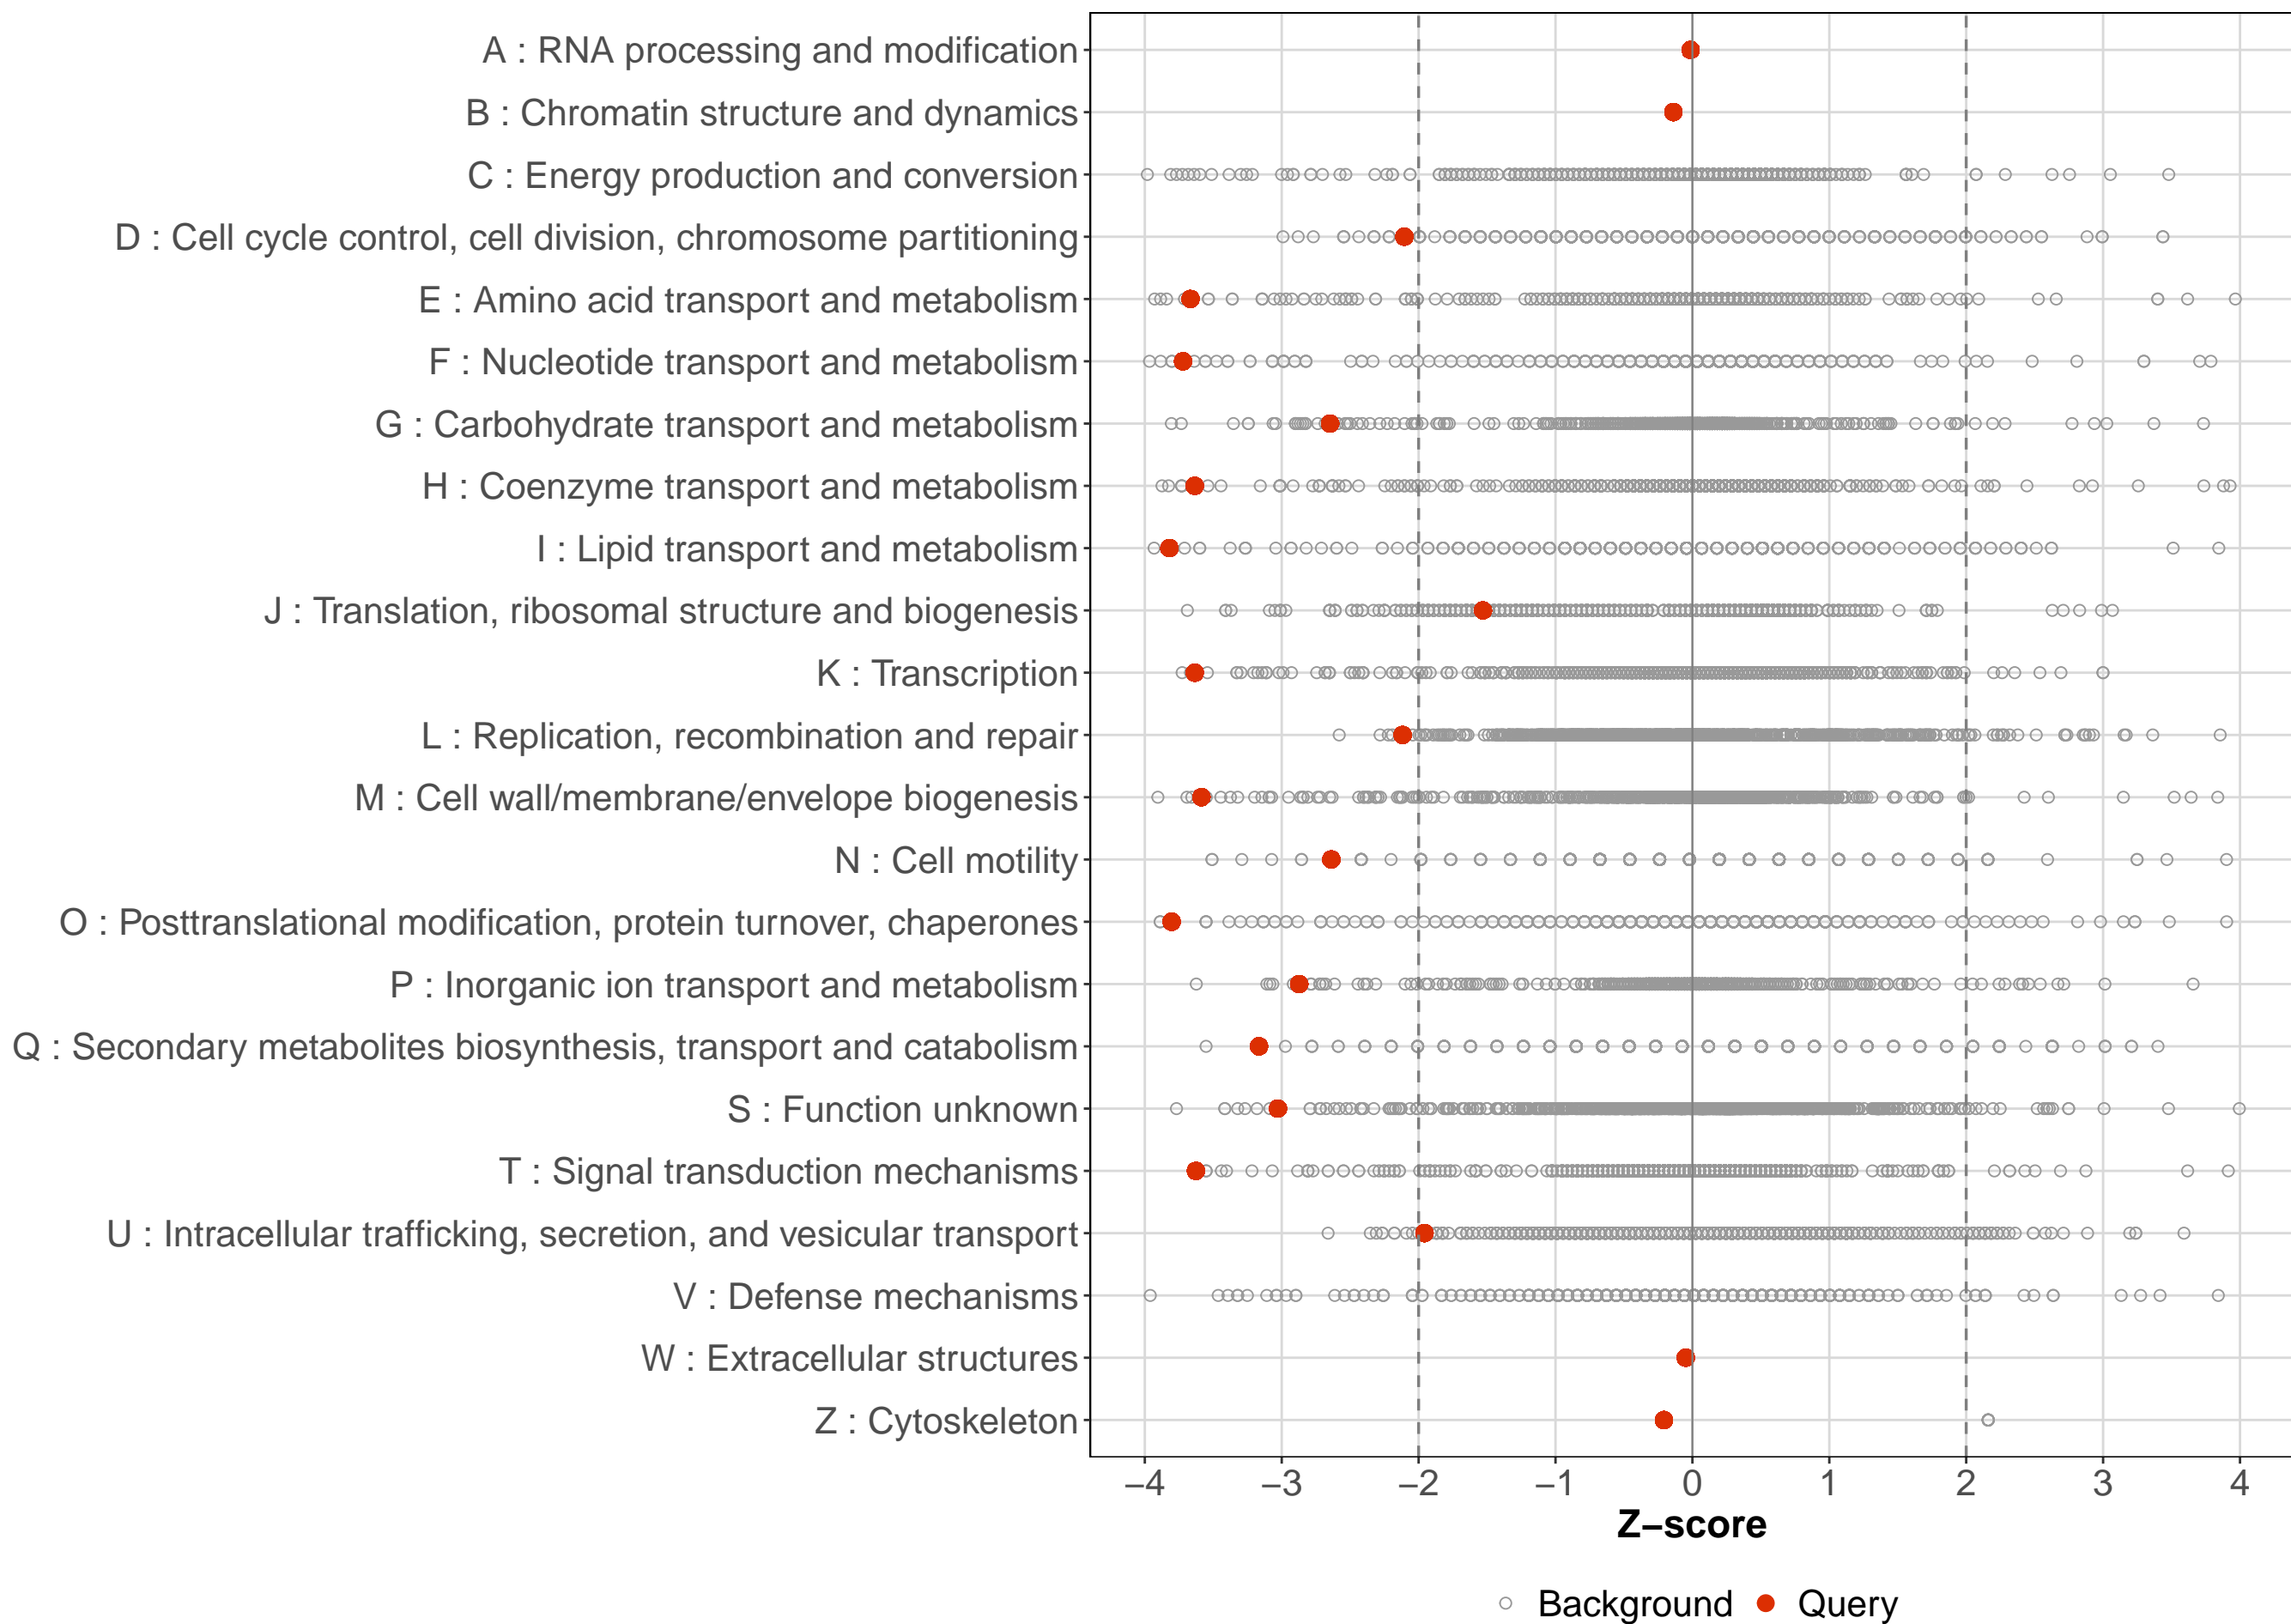 A : RNA processing and modification
B : Chromatin structure and dynamics
C : Energy production and conversion
D : Cell cycle control, cell division, chromosome partitioning
E : Amino acid transport and metabolism
F : Nucleotide transport and metabolism
G : Carbohydrate transport and metabolism
H : Coenzyme transport and metabolism
I : Lipid transport and metabolism
J : Translation, ribosomal structure and biogenesis
K : Transcription
L : Replication, recombination and repair
M : Cell wall/membrane/envelope biogenesis
N : Cell motility
O : Posttranslational modification, protein turnover, chaperones
P : Inorganic ion transport and metabolism
Q : Secondary metabolites biosynthesis, transport and catabolism
S : Function unknown
T : Signal transduction mechanisms
U : Intracellular trafficking, secretion, and vesicular transport
V : Defense mechanisms
W : Extracellular structures
Z : Cytoskeleton
−4 −3 −2 −1 0 1 2 3 4
Z−score
Background Query